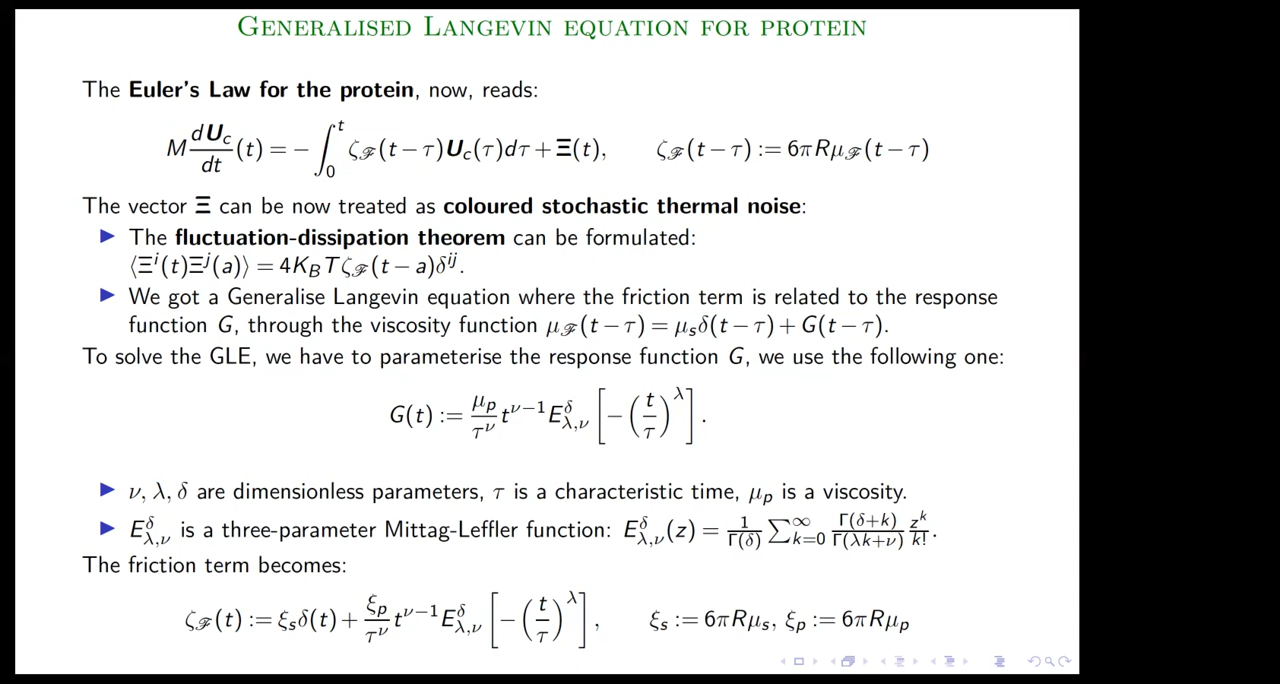 GENERALISED LANGEVIN EQUATION FOR PROTEIN
The Euler's Law for the protein, now, reads:
M dU_c/dt (t) = − ∫_0^t ζ_ℱ(t−τ)U_c(τ)dτ + Ξ(t),    ζ_ℱ(t−τ) := 6πRμ_ℱ(t−τ)
The vector Ξ can be now treated as coloured stochastic thermal noise:
▶ The fluctuation-dissipation theorem can be formulated:
⟨Ξ^i(t)Ξ^j(a)⟩ = 4K_BTζ_ℱ(t−a)δ^{ij}.
▶ We got a Generalise Langevin equation where the friction term is related to the response
function G, through the viscosity function μ_ℱ(t−τ) = μ_sδ(t−τ) + G(t−τ).
To solve the GLE, we have to parameterise the response function G, we use the following one:
G(t) := μ_p/τ^ν t^{ν−1} E^δ_{λ,ν} [−(t/τ)^λ].
▶ ν, λ, δ are dimensionless parameters, τ is a characteristic time, μ_p is a viscosity.
▶ E^δ_{λ,ν} is a three-parameter Mittag-Leffler function: E^δ_{λ,ν}(z) = 1/Γ(δ) ∑_{k=0}^∞ Γ(δ+k)/Γ(λk+ν) z^k/k!.
The friction term becomes:
ζ_ℱ(t) := ξ_sδ(t) + ξ_p/τ^ν t^{ν−1} E^δ_{λ,ν} [−(t/τ)^λ],    ξ_s := 6πRμ_s, ξ_p := 6πRμ_p